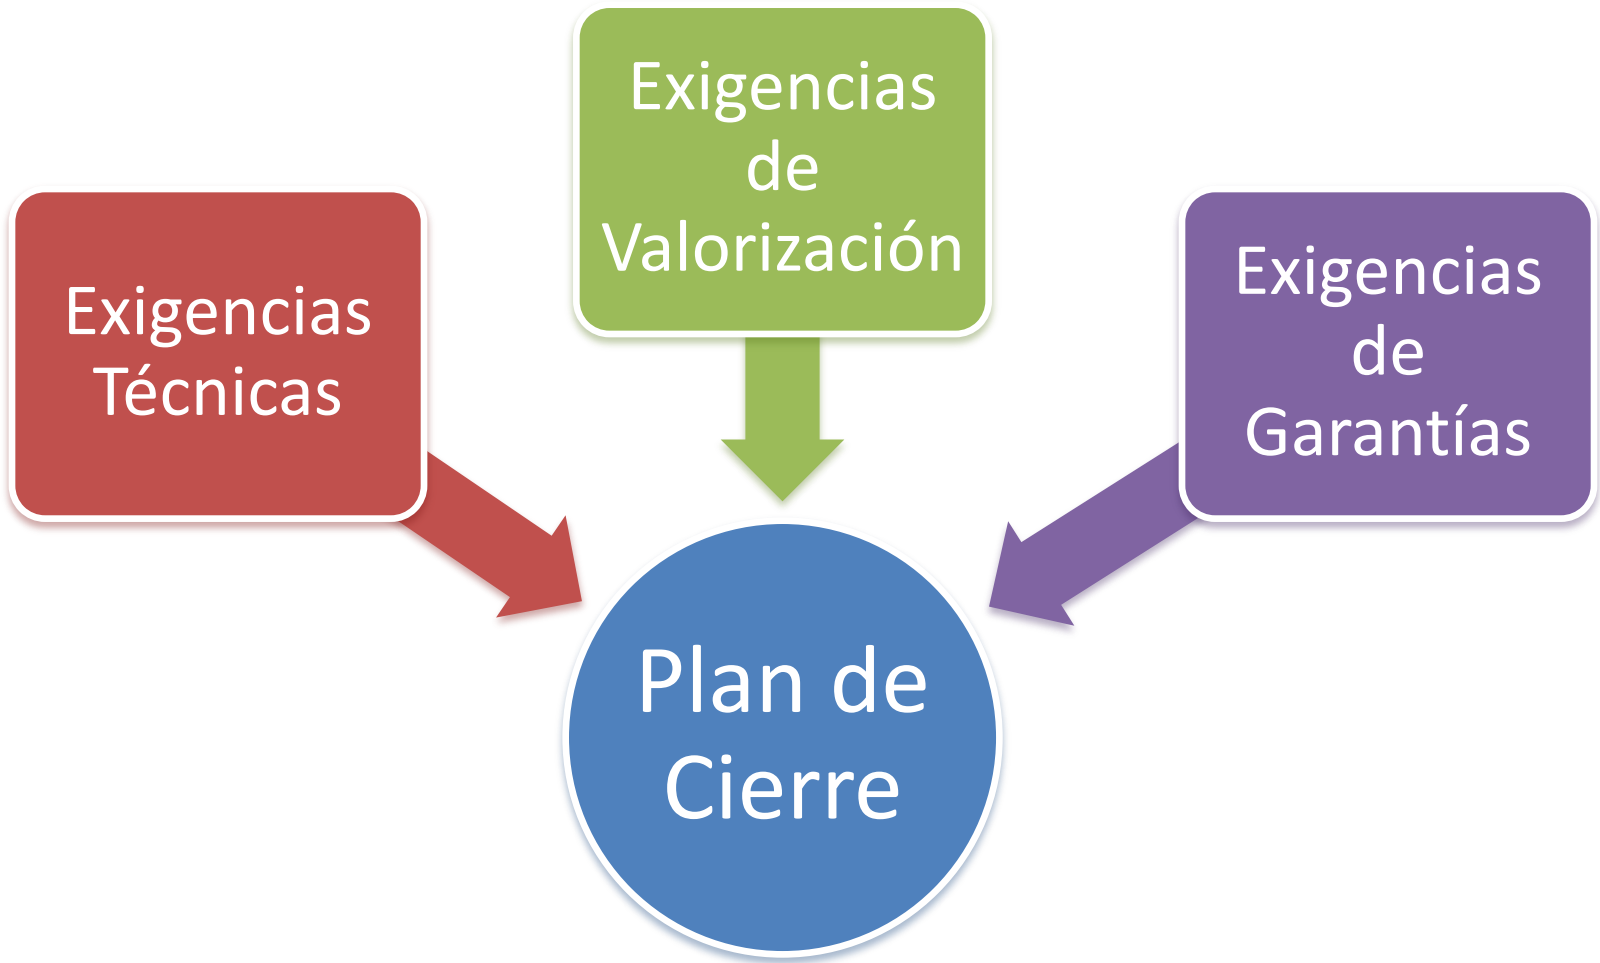 Exigencias
Técnicas
Exigencias
de
Valorización
Exigencias
de
Garantías
Plan de
Cierre